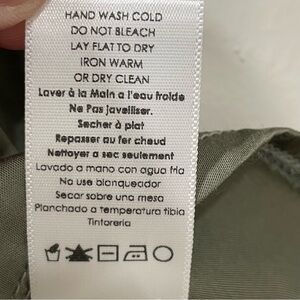 HAND WASH COLD
DO NOT BLEACH
LAY FLAT TO DRY
IRON WARM
OR DRY CLEAN
Laver à la Main a l'eau froide
Ne Pas javelliser.
Secher à plat
Repasser au fer chaud
Nettoyer a sec seulement
Lavado a mano con agua fria
No use blanqueador
Secar sobre una mesa
Planchado a temperatura tibia
Tintoreria